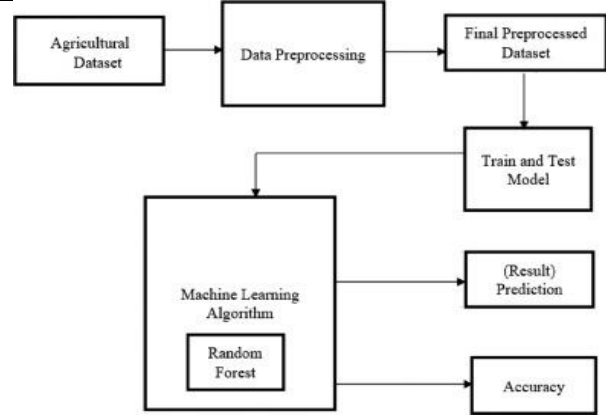 Agricultural
Dataset
Data Preprocessing
Final Preprocessed
Dataset
Train and Test
Model
Machine Learning
Algorithm
Random
Forest
(Result)
Prediction
Accuracy